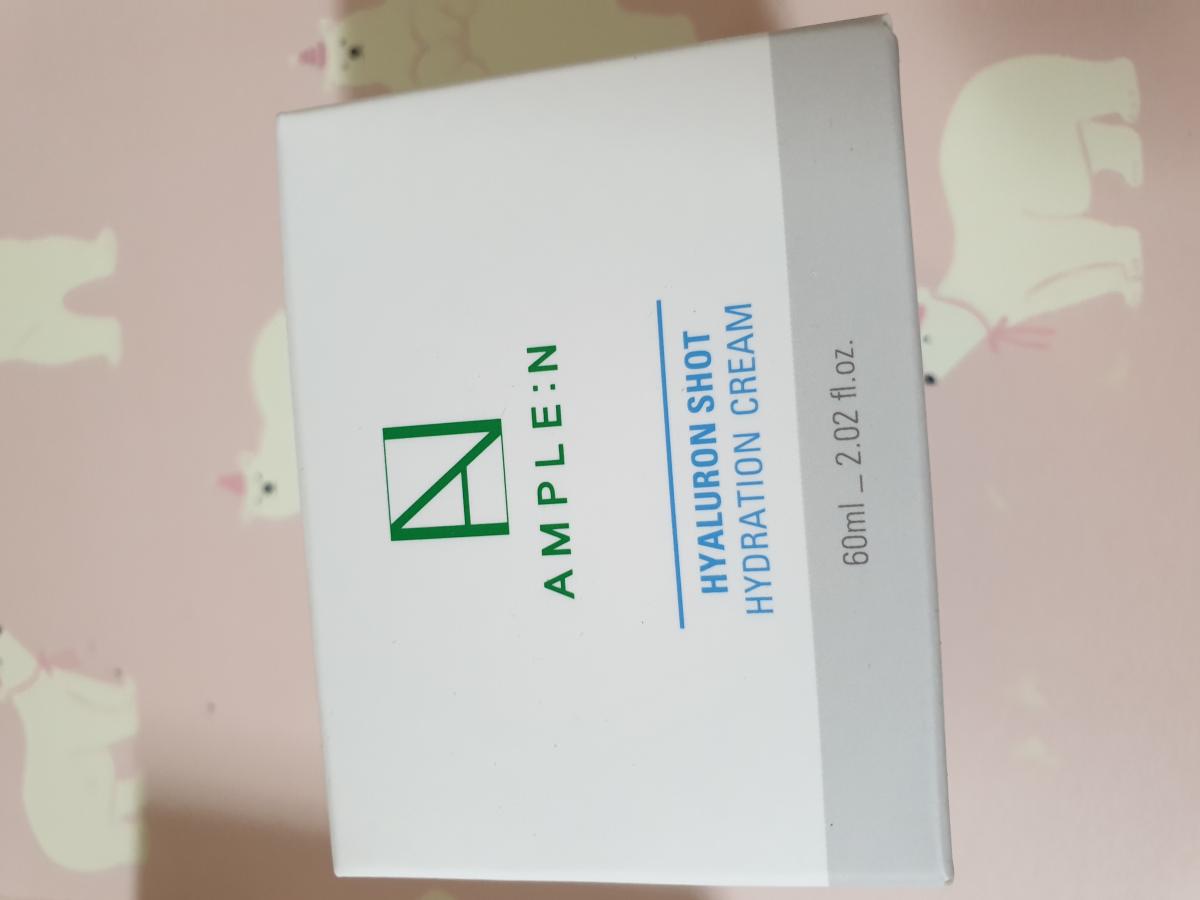 AMPLE:N
HYALURON SHOT
HYDRATION CREAM
60ml _ 2.02 fl.oz.